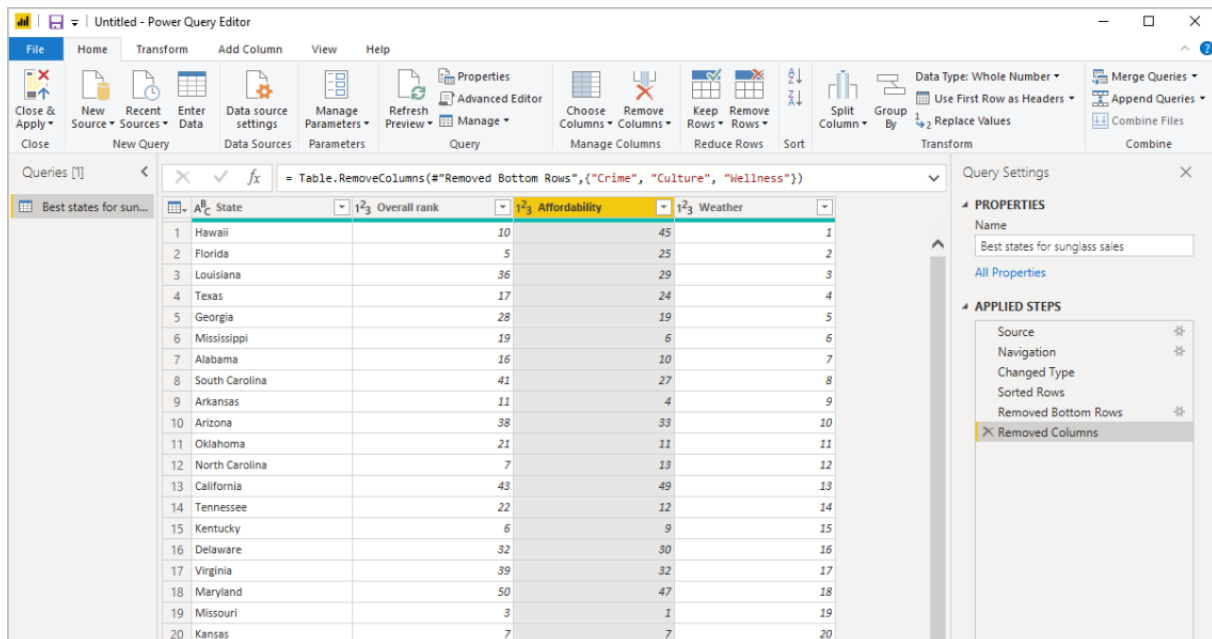 Untitled - Power Query Editor
File Home Transform Add Column View Help
Close & Apply
New Source
Recent Sources
Enter Data
Data source settings
Manage Parameters
Refresh Preview
Properties
Advanced Editor
Manage
Choose Columns
Remove Columns
Keep Rows
Remove Rows
Split Column
Group By
Data Type: Whole Number
Use First Row as Headers
Replace Values
Merge Queries
Append Queries
Combine Files
Close New Query Data Sources Parameters Query Manage Columns Reduce Rows Sort Transform Combine
Queries [1]
Best states for sun...
fx = Table.RemoveColumns(#"Removed Bottom Rows",{"Crime", "Culture", "Wellness"})
ABC State 123 Overall rank 123 Affordability 123 Weather
1 Hawaii 10 45 1
2 Florida 5 25 2
3 Louisiana 36 29 3
4 Texas 17 24 4
5 Georgia 28 19 5
6 Mississippi 19 6 6
7 Alabama 16 10 7
8 South Carolina 41 27 8
9 Arkansas 11 4 9
10 Arizona 38 33 10
11 Oklahoma 21 11 11
12 North Carolina 7 13 12
13 California 43 49 13
14 Tennessee 22 12 14
15 Kentucky 6 9 15
16 Delaware 32 30 16
17 Virginia 39 32 17
18 Maryland 50 47 18
19 Missouri 3 1 19
20 Kansas 7 7 20
Query Settings
PROPERTIES
Name
Best states for sunglass sales
All Properties
APPLIED STEPS
Source
Navigation
Changed Type
Sorted Rows
Removed Bottom Rows
Removed Columns